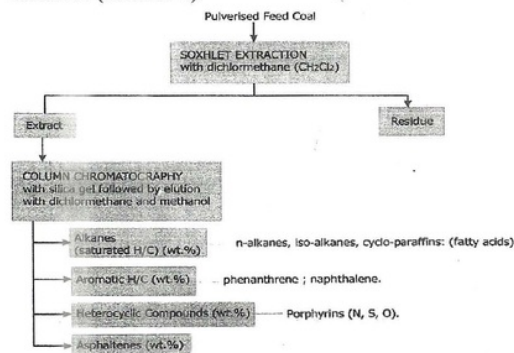 Pulverised Feed Coal
SOXHLET EXTRACTION
with dichlormethane (CH2Cl2)
Extract
Residue
COLUMN CHROMATOGRAPHY
with silica gel followed by elution
with dichlormethane and methanol
Alkanes
(saturated H/C) (wt.%)
n-alkanes, iso-alkanes, cyclo-paraffins: (fatty acids)
Aromatic H/C (wt.%)
phenanthrene ; naphthalene.
Heterocyclic Compounds (wt.%)
Porphyrins (N, S, O).
Asphaltenes (wt.%)